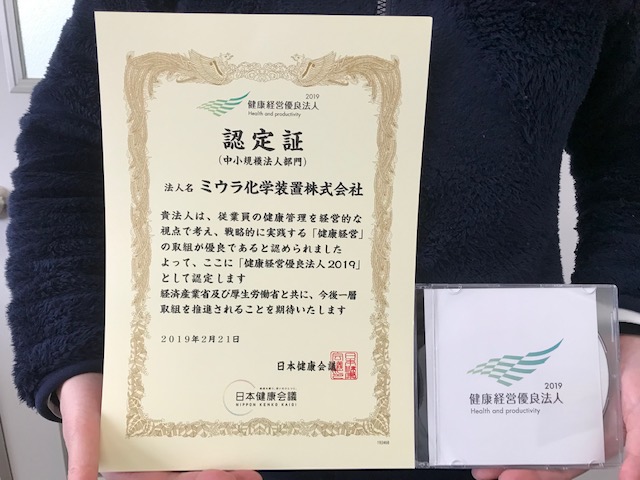 2019
健康経営優良法人
Health and productivity
認定証
（中小規模法人部門）
法人名 ミウラ化学装置株式会社
貴法人は、従業員の健康管理を経営的な
視点で考え、戦略的に実践する「健康経営」
の取組が優良であると認められました
よって、ここに「健康経営優良法人2019」
として認定します
経済産業省及び厚生労働省と共に、今後一層
取組を推進されることを期待いたします
2019年2月21日
日本健康会議
日本健康会議
NIPPON KENKO KAIGI
2019
健康経営優良法人
Health and productivity